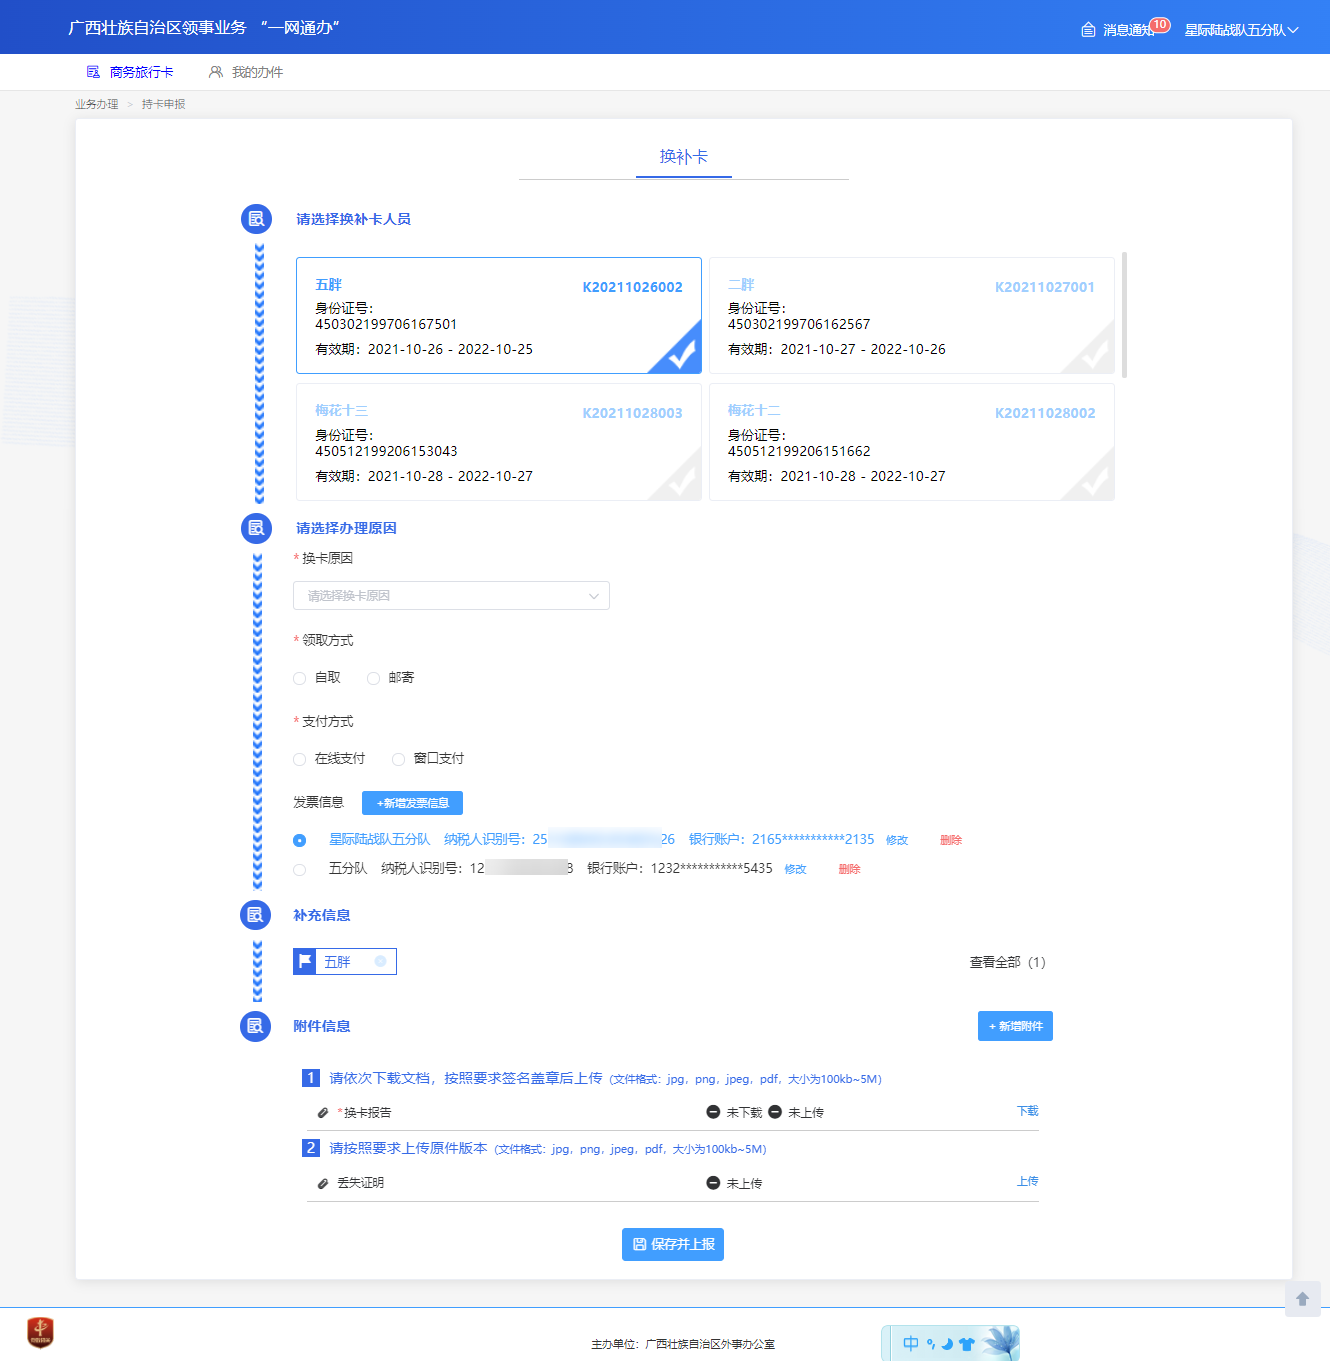 广西壮族自治区领事业务 “一网通办”
消息通知 10 星际陆战队五分队
商务旅行卡 我的办件
业务办理 > 持卡申报
换补卡
请选择换补卡人员
五胖 K20211026002
身份证号：
450302199706167501
有效期：2021-10-26 - 2022-10-25
二胖 K20211027001
身份证号：
450302199706162567
有效期：2021-10-27 - 2022-10-26
梅花十三 K20211028003
身份证号：
450512199206153043
有效期：2021-10-28 - 2022-10-27
梅花十二 K20211028002
身份证号：
450512199206151662
有效期：2021-10-28 - 2022-10-27
请选择办理原因
*换卡原因
请选择换卡原因
*领取方式
自取 邮寄
*支付方式
在线支付 窗口支付
发票信息 +新增发票信息
星际陆战队五分队 纳税人识别号：25 26 银行账户：2165***********2135 修改 删除
五分队 纳税人识别号：12 8 银行账户：1232***********5435 修改 删除
补充信息
五胖 查看全部（1）
附件信息 + 新增附件
1 请依次下载文档，按照要求签名盖章后上传（文件格式：jpg，png，jpeg，pdf，大小为100kb~5M）
*换卡报告 未下载 未上传 下载
2 请按照要求上传原件版本（文件格式：jpg，png，jpeg，pdf，大小为100kb~5M）
丢失证明 未上传 上传
保存并上报
主办单位：广西壮族自治区外事办公室
中